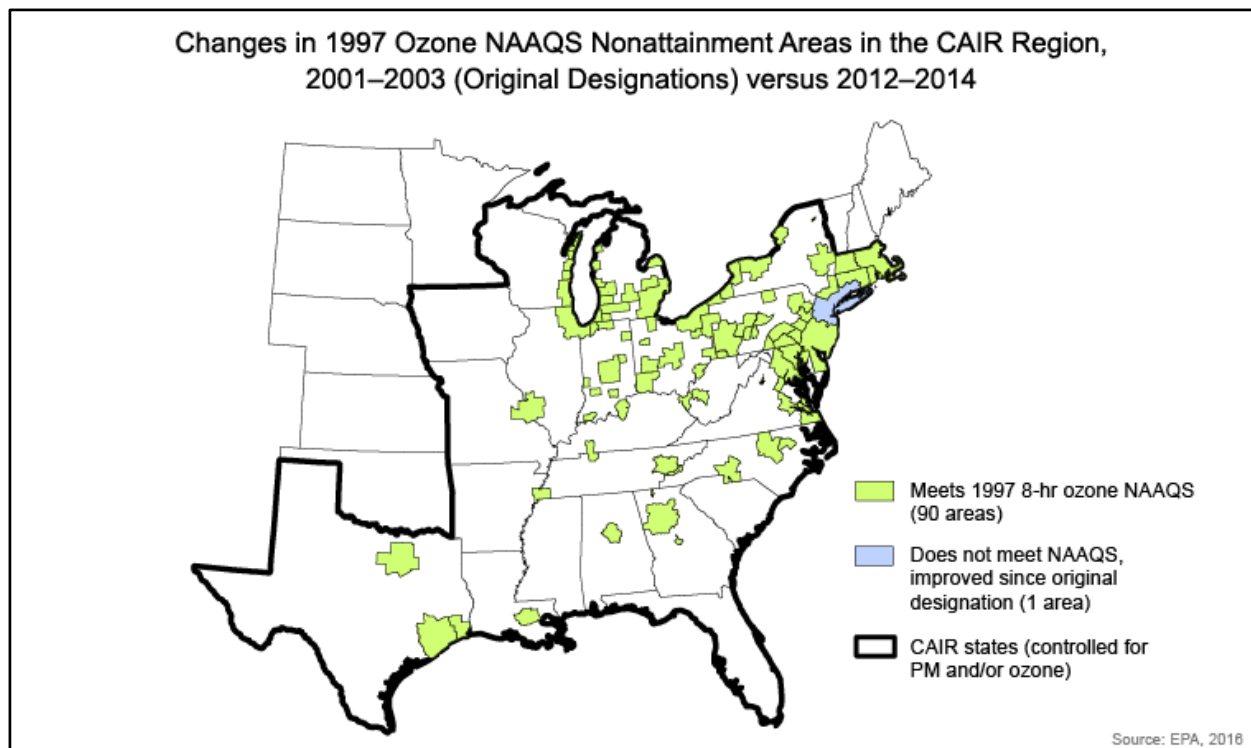 Changes in 1997 Ozone NAAQS Nonattainment Areas in the CAIR Region,
2001–2003 (Original Designations) versus 2012–2014
Meets 1997 8-hr ozone NAAQS
(90 areas)
Does not meet NAAQS,
improved since original
designation (1 area)
CAIR states (controlled for
PM and/or ozone)
Source: EPA, 2016